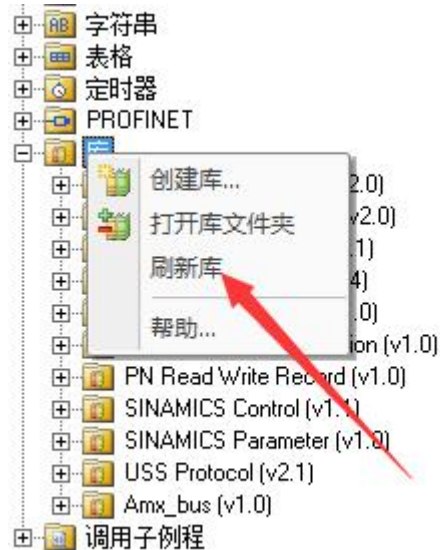 字符串
表格
定时器
PROFINET
库
创建库...
2.0)
打开库文件夹
v2.0)
.1)
刷新库
4)
.0)
帮助...
ion (v1.0)
PN Read Write Record (v1.0)
SINAMICS Control (v1.1)
SINAMICS Parameter (v1.0)
USS Protocol (v2.1)
Amx_bus (v1.0)
调用子例程